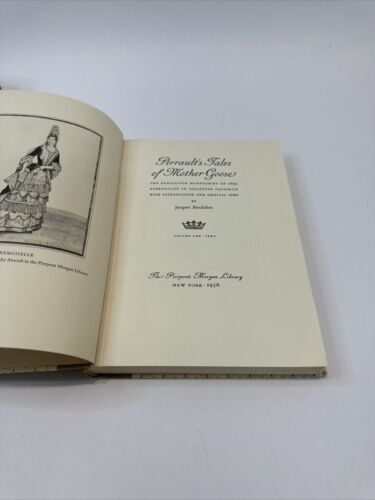 DEMOISELLE
by Arnoult in the Pierpont Morgan Library
Perrault's Tales
of Mother Goose
THE DEDICATION MANUSCRIPT OF 1695
REPRODUCED IN COLLOTYPE FACSIMILE
WITH INTRODUCTION AND CRITICAL TEXT
BY
Jacques Barchilon
VOLUME ONE · TEXT
The Pierpont Morgan Library
NEW YORK · 1956